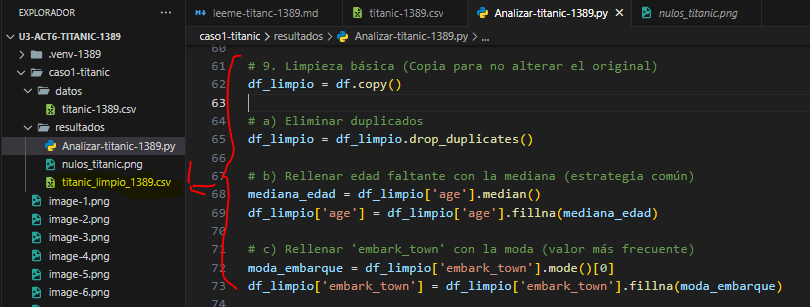 EXPLORADOR
U3-ACT6-TITANIC-1389
.venv-1389
caso1-titanic
datos
titanic-1389.csv
resultados
Analizar-titanic-1389.py
nulos_titanic.png
titanic_limpio_1389.csv
image-1.png
image-2.png
image-3.png
image-4.png
image-5.png
image-6.png
leeme-titanc-1389.md
titanic-1389.csv
Analizar-titanic-1389.py
nulos_titanic.png
caso1-titanic > resultados > Analizar-titanic-1389.py > ...
60
61 # 9. Limpieza básica (Copia para no alterar el original)
62 df_limpio = df.copy()
63
64 # a) Eliminar duplicados
65 df_limpio = df_limpio.drop_duplicates()
66
67 # b) Rellenar edad faltante con la mediana (estrategia común)
68 mediana_edad = df_limpio['age'].median()
69 df_limpio['age'] = df_limpio['age'].fillna(mediana_edad)
70
71 # c) Rellenar 'embark_town' con la moda (valor más frecuente)
72 moda_embarque = df_limpio['embark_town'].mode()[0]
73 df_limpio['embark_town'] = df_limpio['embark_town'].fillna(moda_embarque)
74